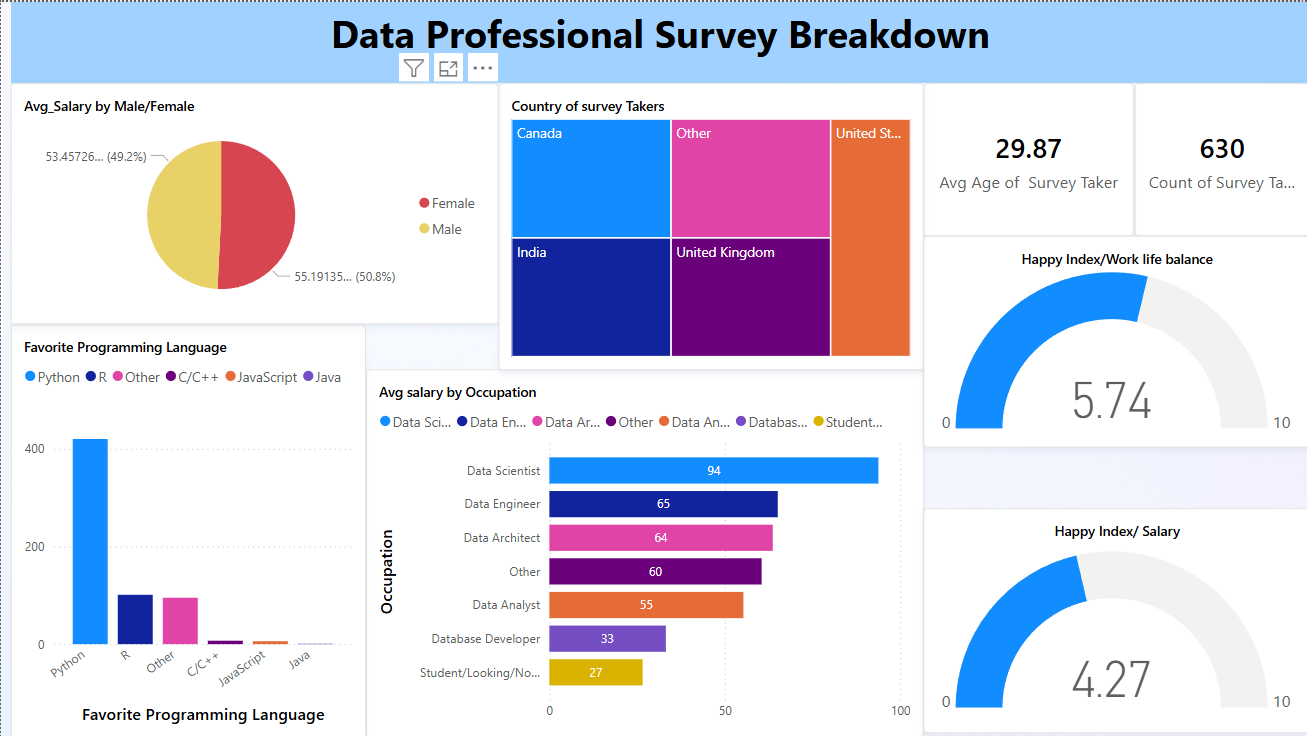 Data Professional Survey Breakdown
Avg_Salary by Male/Female
53.45726... (49.2%)
55.19135... (50.8%)
Female
Male
Country of survey Takers
Canada
Other
United St...
India
United Kingdom
29.87
Avg Age of  Survey Taker
630
Count of Survey Ta...
Happy Index/Work life balance
5.74
0
10
Favorite Programming Language
Python R Other C/C++ JavaScript Java
400
200
0
Python
R
Other
C/C++
JavaScript
Java
Favorite Programming Language
Avg salary by Occupation
Data Sci... Data En... Data Ar... Other Data An... Databas... Student...
Occupation
Data Scientist 94
Data Engineer 65
Data Architect 64
Other 60
Data Analyst 55
Database Developer 33
Student/Looking/No... 27
0 50 100
Happy Index/ Salary
4.27
0
10